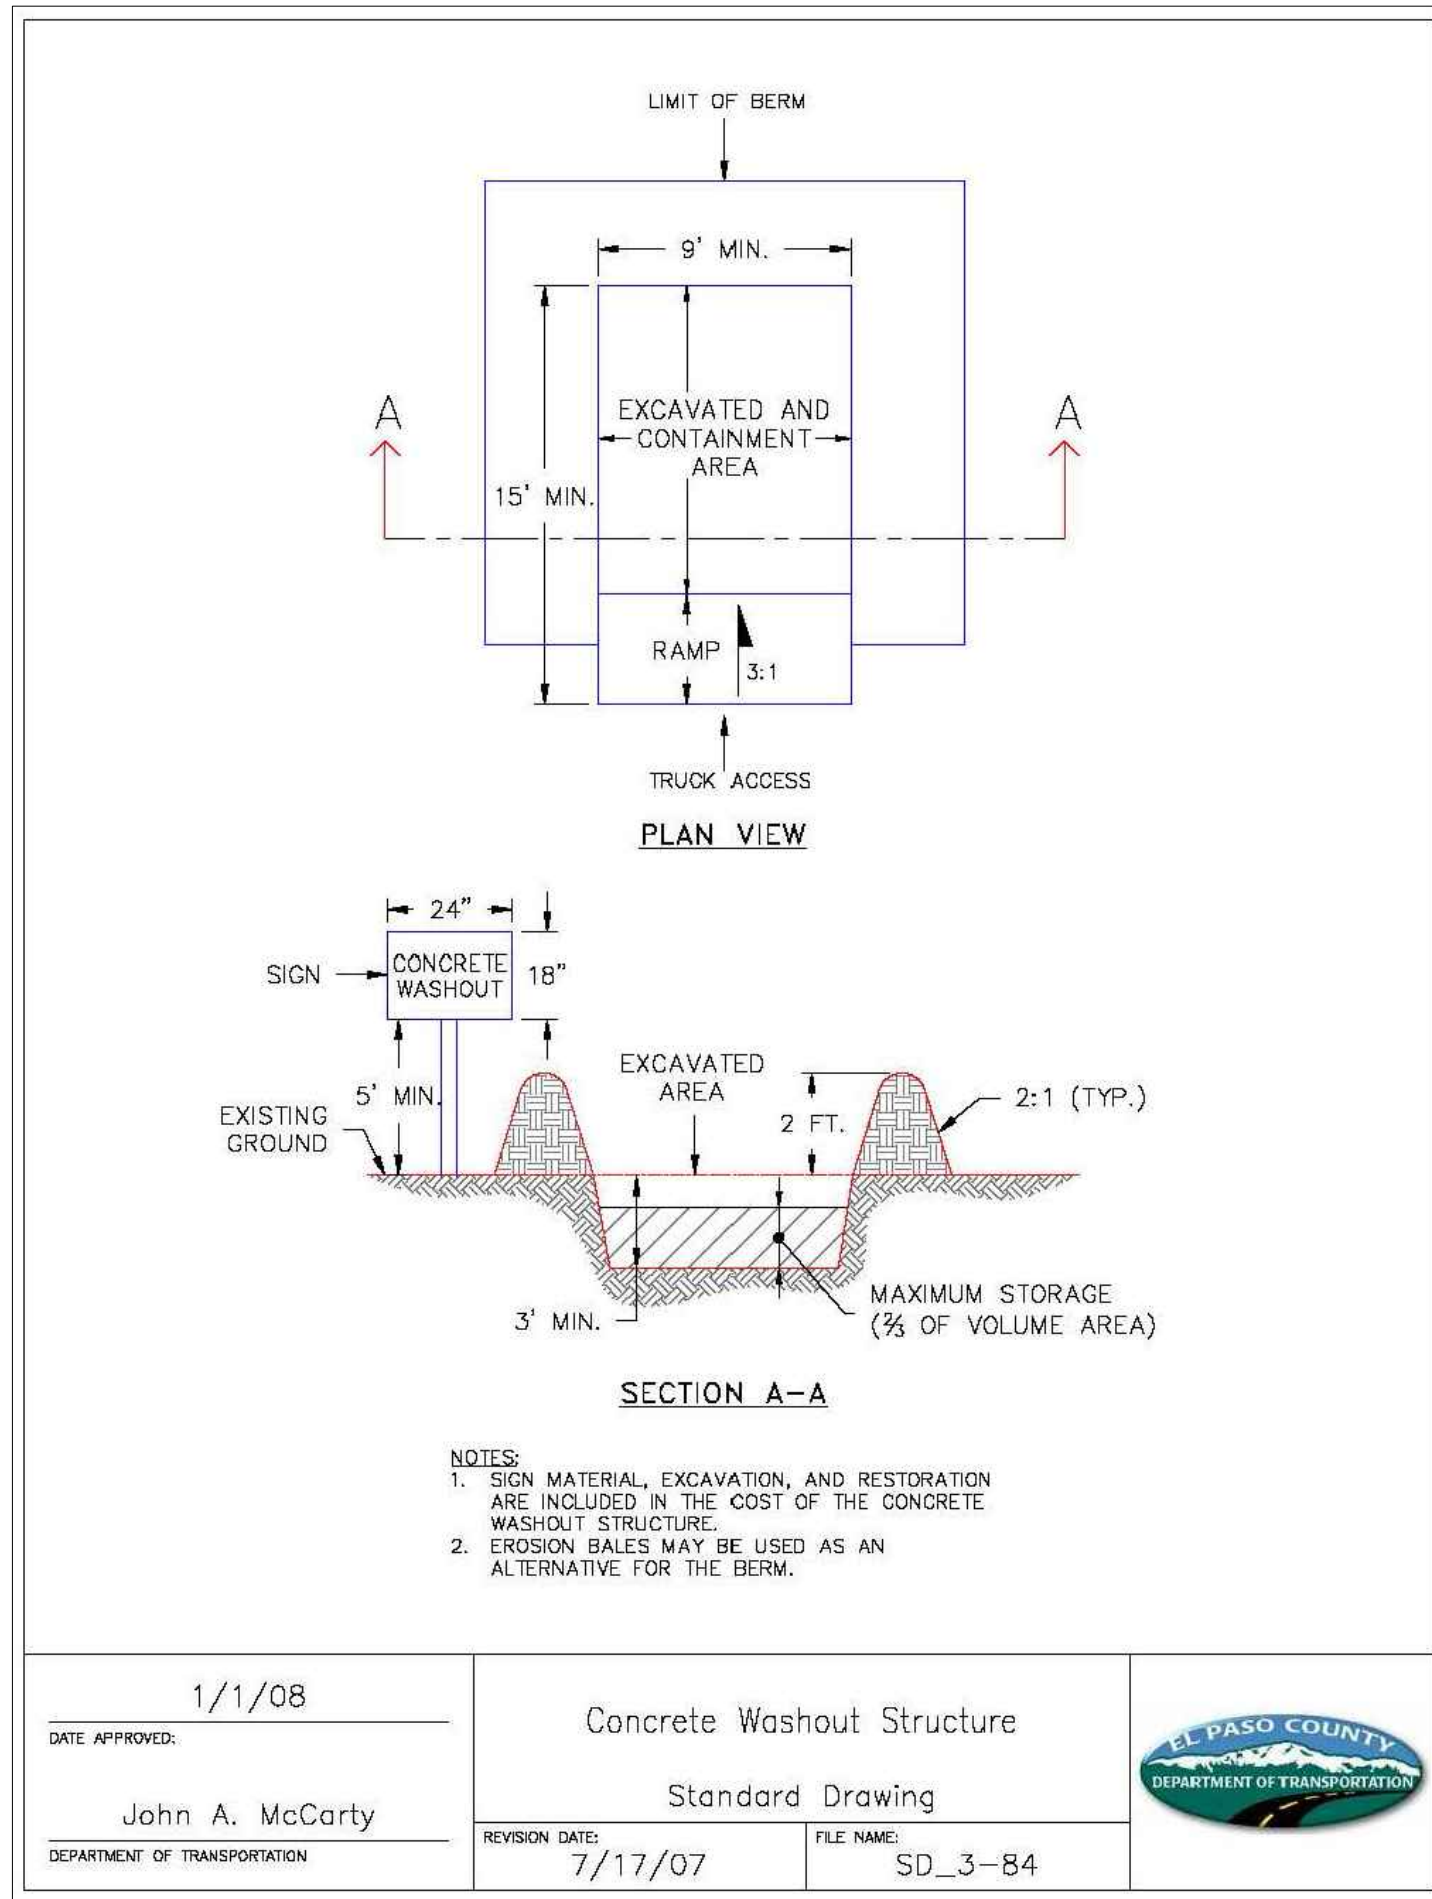 LIMIT OF BERM
9' MIN.
A
A
EXCAVATED AND
CONTAINMENT
AREA
15' MIN.
RAMP
3:1
TRUCK ACCESS
PLAN VIEW
24"
SIGN
CONCRETE
WASHOUT
18"
EXCAVATED
AREA
5' MIN.
2:1 (TYP.)
EXISTING
GROUND
2 FT.
3' MIN.
MAXIMUM STORAGE
(⅔ OF VOLUME AREA)
SECTION A-A
NOTES:
1. SIGN MATERIAL, EXCAVATION, AND RESTORATION
ARE INCLUDED IN THE COST OF THE CONCRETE
WASHOUT STRUCTURE.
2. EROSION BALES MAY BE USED AS AN
ALTERNATIVE FOR THE BERM.
1/1/08
DATE APPROVED:
John A. McCarty
DEPARTMENT OF TRANSPORTATION
Concrete Washout Structure
Standard Drawing
REVISION DATE:
7/17/07
FILE NAME:
SD_3-84
EL PASO COUNTY
DEPARTMENT OF TRANSPORTATION